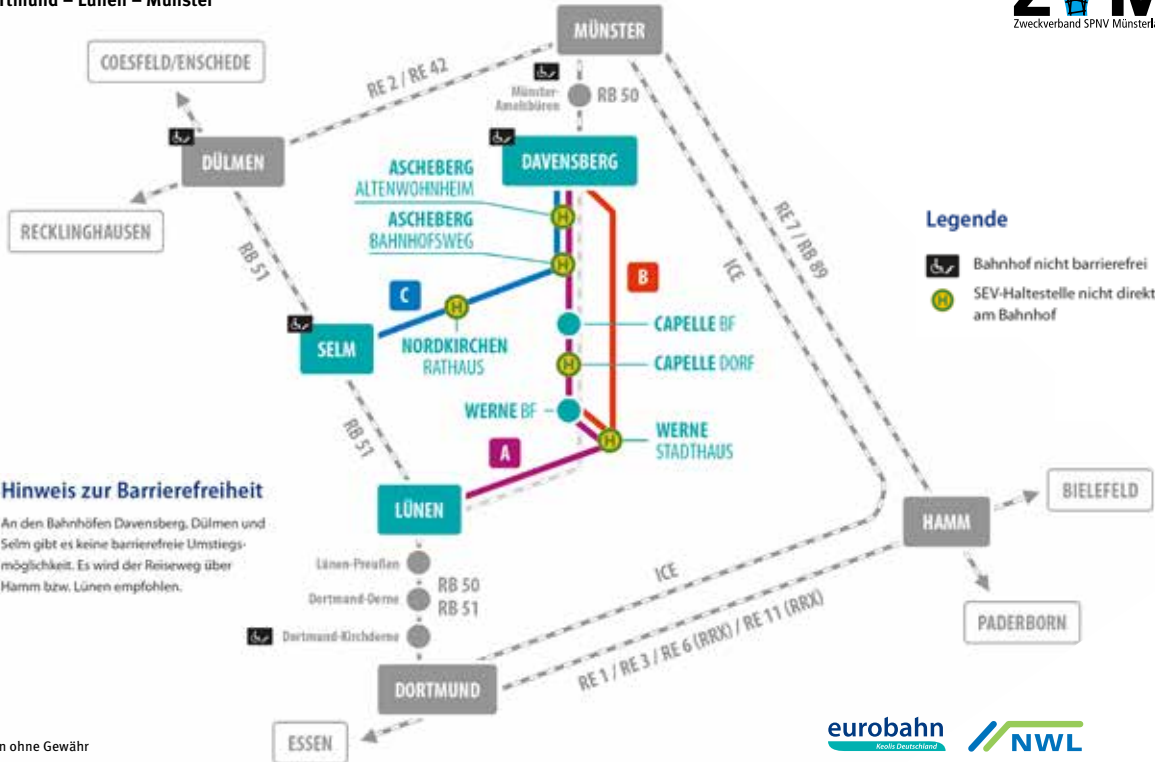 Lünen – Münster
Zweckverband SPNV
MÜNSTER
COESFELD/ENSCHEDE
RE 2 / RE 42
Münster-
Amelsbüren
RB 50
DÜLMEN
DAVENSBERG
ASCHEBERG
ALTENWOHNHEIM
RECKLINGHAUSEN
ASCHEBERG
BAHNHOFSWEG
RB 51
RE 7 / RB 89
ICE
Legende
Bahnhof nicht barrierefrei
SEV-Haltestelle nicht direkt
am Bahnhof
B
C
H
H
H
SELM
NORDKIRCHEN
RATHAUS
CAPELLE BF
H
CAPELLE DORF
WERNE BF
H
WERNE
STADTHAUS
RB 51
A
LÜNEN
Hinweis zur Barrierefreiheit
An den Bahnhöfen Davensberg, Dülmen und
Selm gibt es keine barrierefreie Umstiegs-
möglichkeit. Es wird der Reiseweg über
Hamm bzw. Lünen empfohlen.
BIELEFELD
HAMM
PADERBORN
Lünen-Preußen
RB 50
Dortmund-Derne
RB 51
Dortmund-Kirchderne
ICE
RE 1 / RE 3 / RE 6 (RRX) / RE 11 (RRX)
DORTMUND
ESSEN
ohne Gewähr
eurobahn
Keolis Deutschland
NWL